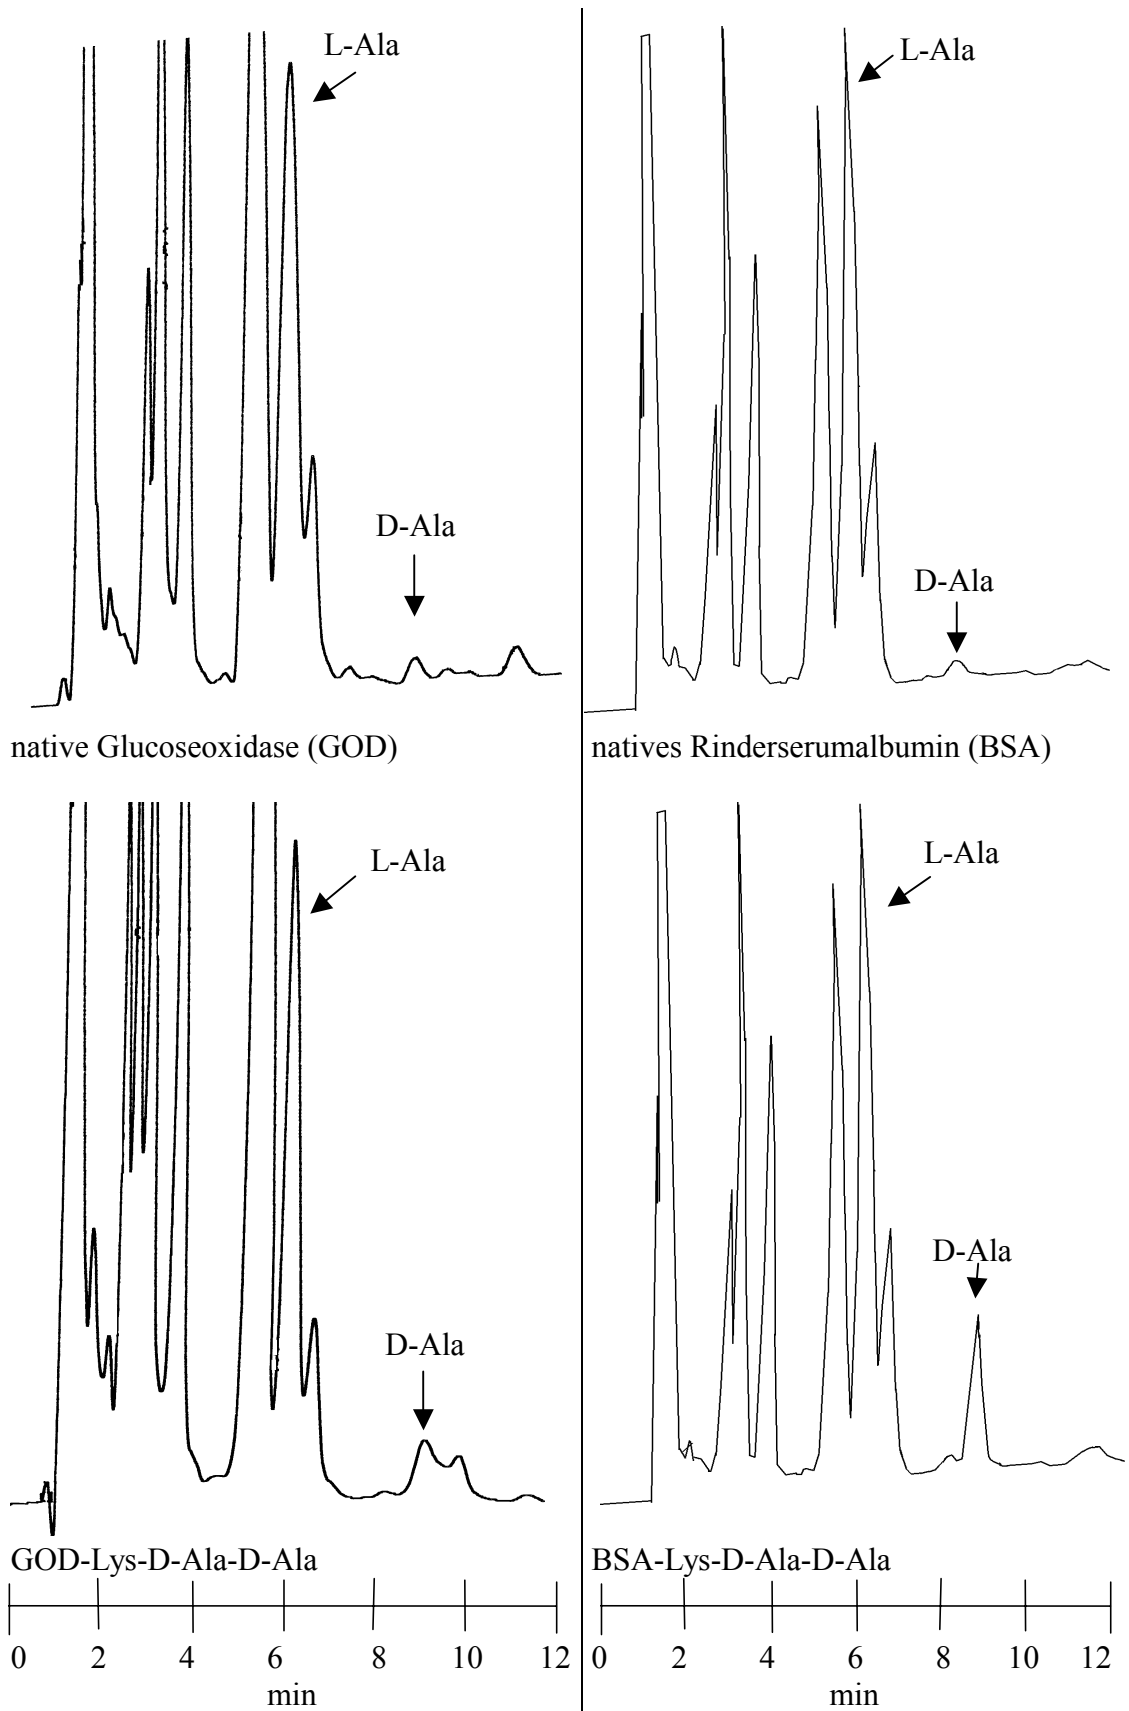 L-Ala
D-Ala
native Glucoseoxidase (GOD)
L-Ala
D-Ala
natives Rinderserumalbumin (BSA)
L-Ala
D-Ala
GOD-Lys-D-Ala-D-Ala
0 2 4 6 8 10 12
min
L-Ala
D-Ala
BSA-Lys-D-Ala-D-Ala
0 2 4 6 8 10 12
min